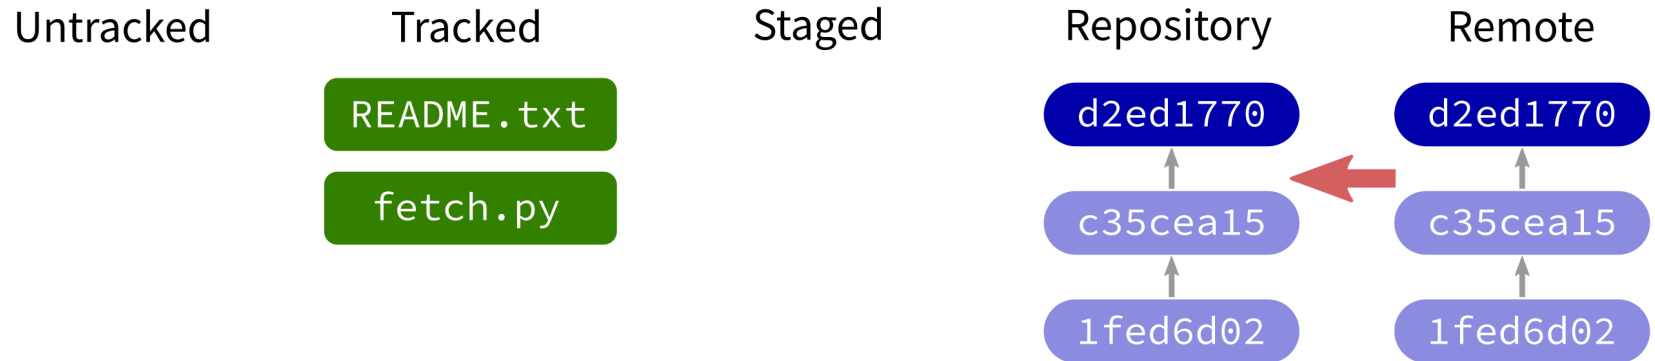 Untracked
Tracked
Staged
Repository
Remote
README.txt
fetch.py
d2ed1770
c35cea15
1fed6d02
d2ed1770
c35cea15
1fed6d02